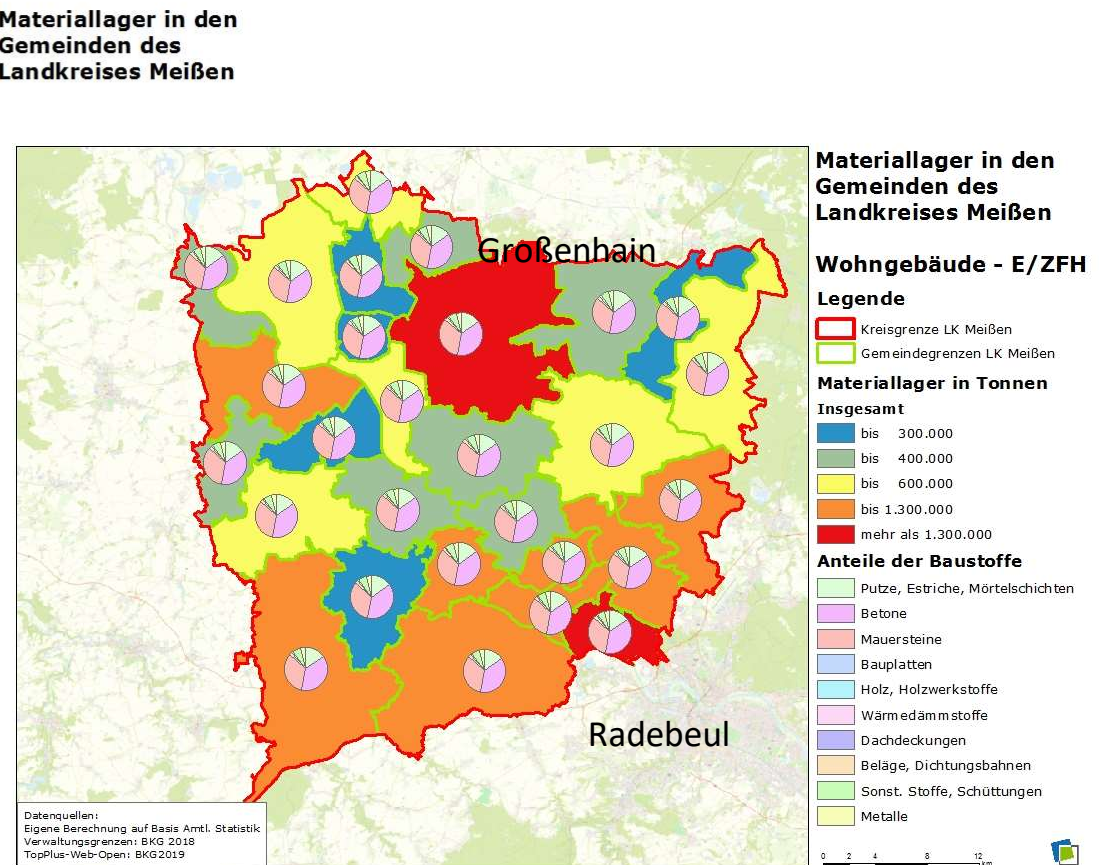 Materiallager in den
Gemeinden des
Landkreises Meißen
Großenhain
Radebeul
Datenquellen:
Eigene Berechnung auf Basis Amtl. Statistik
Verwaltungsgrenzen: BKG 2018
TopPlus-Web-Open: BKG2019
Materiallager in den
Gemeinden des
Landkreises Meißen
Wohngebäude - E/ZFH
Legende
Kreisgrenze LK Meißen
Gemeindegrenzen LK Meißen
Materiallager in Tonnen
Insgesamt
bis 300.000
bis 400.000
bis 600.000
bis 1.300.000
mehr als 1.300.000
Anteile der Baustoffe
Putze, Estriche, Mörtelschichten
Betone
Mauersteine
Bauplatten
Holz, Holzwerkstoffe
Wärmedämmstoffe
Dachdeckungen
Beläge, Dichtungsbahnen
Sonst. Stoffe, Schüttungen
Metalle
0 2 4 8 12
km